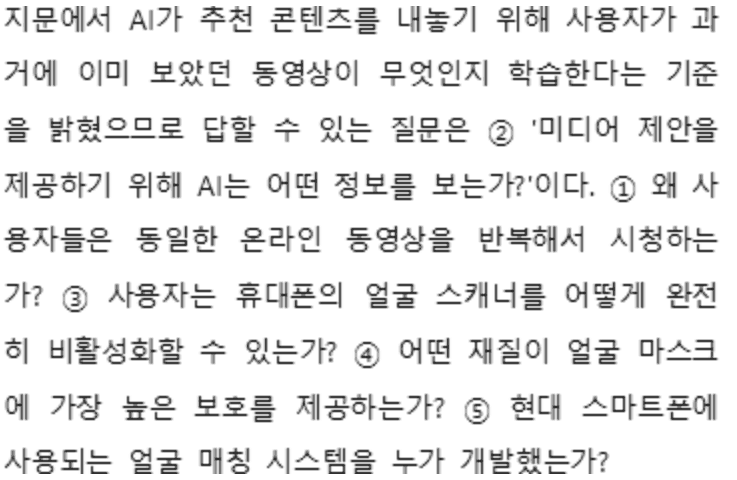 지문에서 AI가 추천 콘텐츠를 내놓기 위해 사용자가 과
거에 이미 보았던 동영상이 무엇인지 학습한다는 기준
을 밝혔으므로 답할 수 있는 질문은 ② '미디어 제안을
제공하기 위해 AI는 어떤 정보를 보는가?'이다. ① 왜 사
용자들은 동일한 온라인 동영상을 반복해서 시청하는
가? ③ 사용자는 휴대폰의 얼굴 스캐너를 어떻게 완전
히 비활성화할 수 있는가? ④ 어떤 재질이 얼굴 마스크
에 가장 높은 보호를 제공하는가? ⑤ 현대 스마트폰에
사용되는 얼굴 매칭 시스템을 누가 개발했는가?